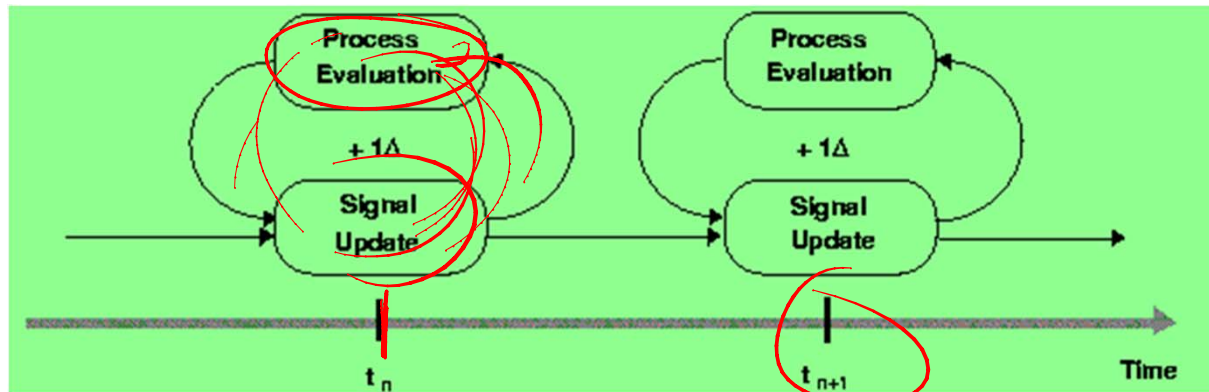 Process
Evaluation
+ 1Δ
Signal
Update
t n
Process
Evaluation
+ 1Δ
Signal
Update
t n+1
Time